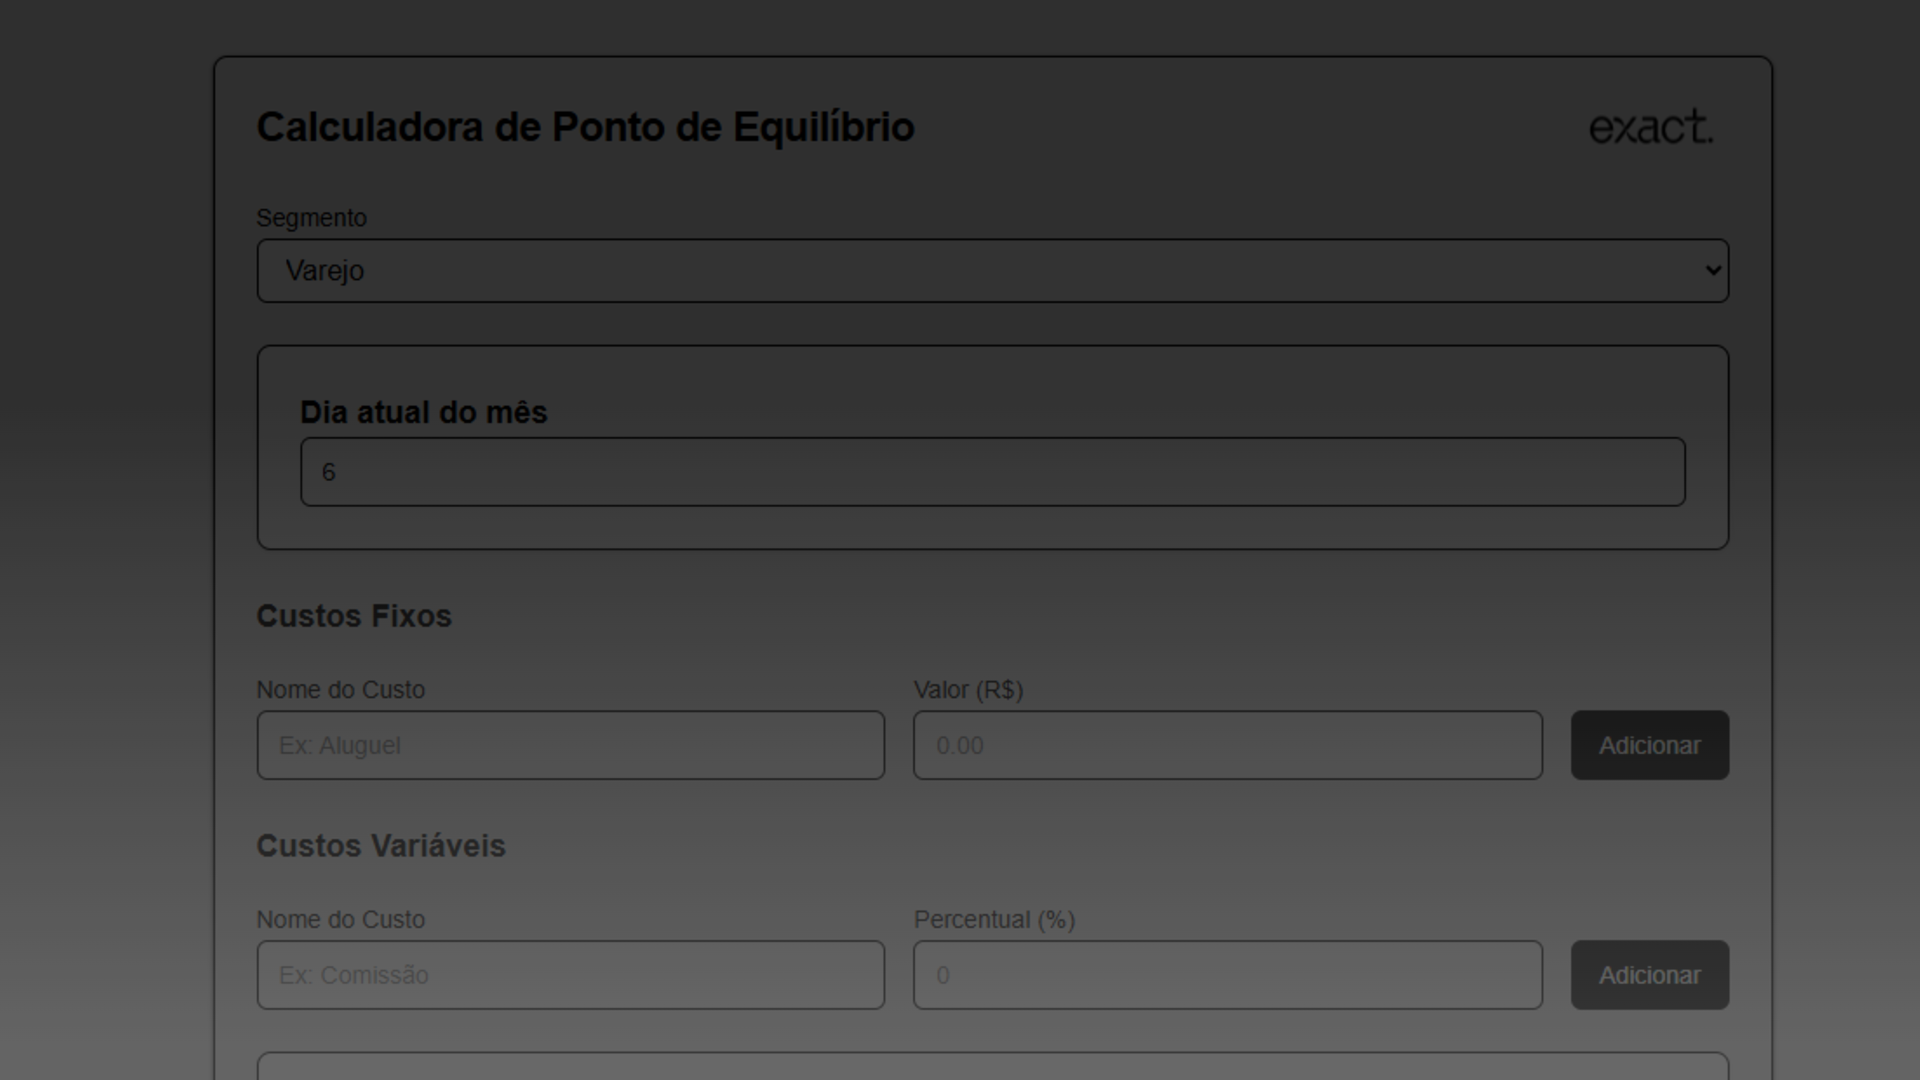 Calculadora de Ponto de Equilíbrio
exact.
Segmento
Varejo
Dia atual do mês
6
Custos Fixos
Nome do Custo
Valor (R$)
Ex: Aluguel
0.00
Adicionar
Custos Variáveis
Nome do Custo
Percentual (%)
Ex: Comissão
0
Adicionar